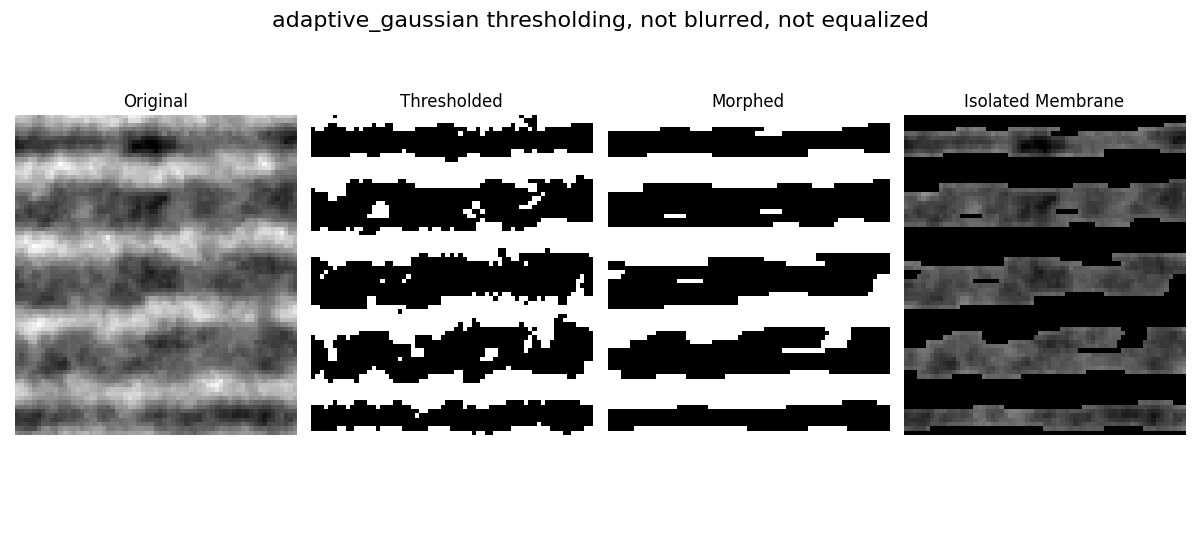 adaptive_gaussian thresholding, not blurred, not equalized
Original
Thresholded
Morphed
Isolated Membrane